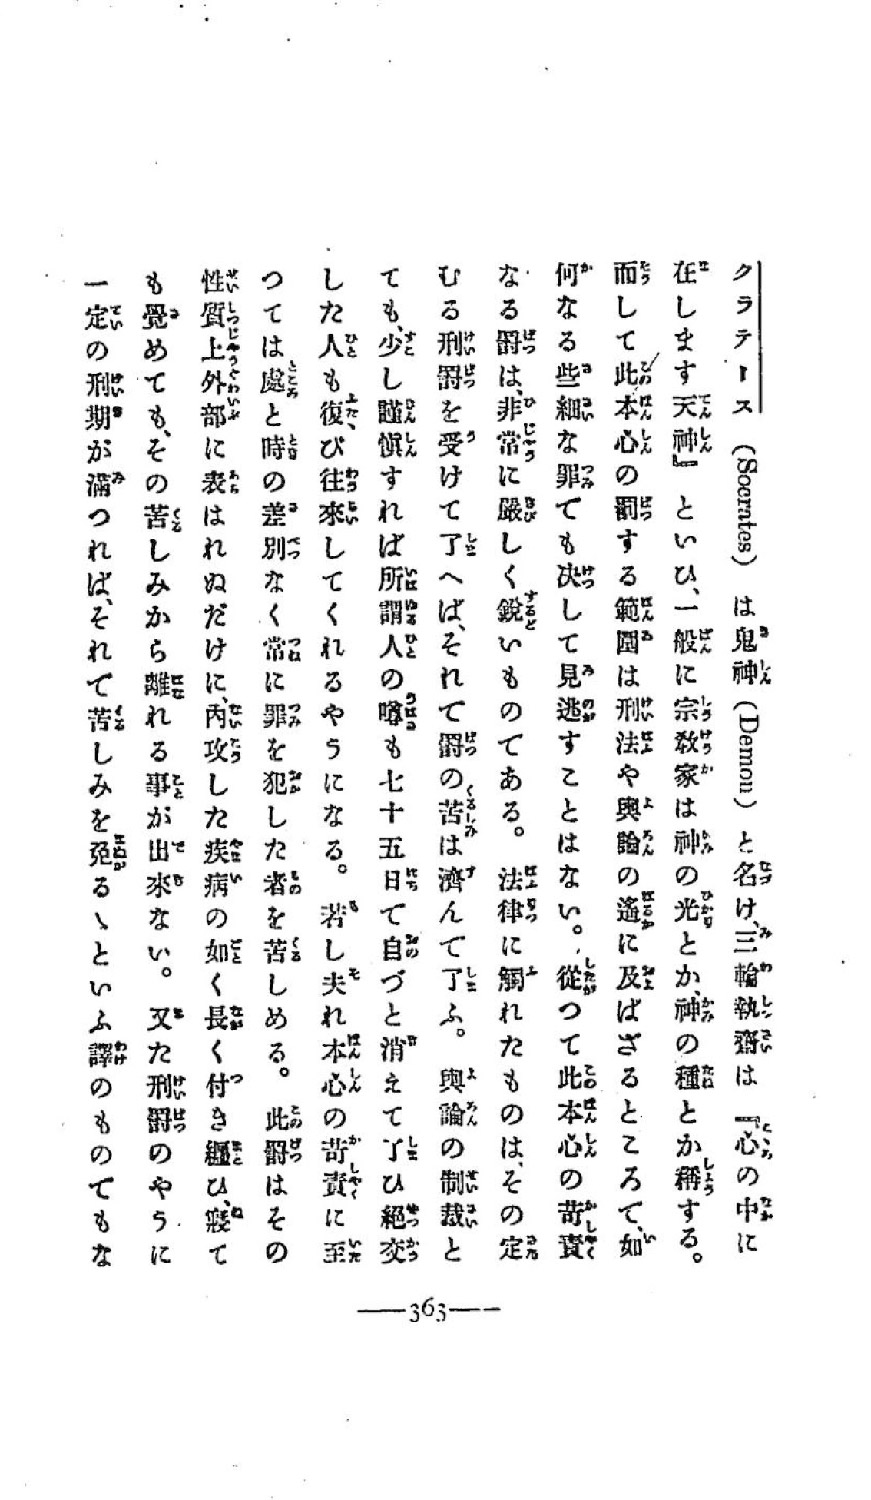 クラテース (Socrates) は鬼神 (Demon) と名け、三輪執齋は『心の中に
在します天神』といひ、一般に宗敎家は神の光とか、神の種とか稱する。
而して此本心の罰する範圍は刑法や輿論の遙に及ばざるところで、如
何なる些細な罪でも決して見逃すことはない。從つて此本心の苛責
なる罸は、非常に嚴しく鋭いものである。法律に觸れたものは、その定
むる刑罸を受けて了へば、それで罸の苦は濟んで了ふ。輿論の制裁と
ても、少し謹愼すれば所謂人の噂も七十五日で自づと消えて了ひ絕交
した人も復び往來してくれるやうになる。若し夫れ本心の苛責に至
つては處と時の差別なく常に罪を犯した者を苦しめる。此罸はその
性質上外部に表はれぬだけに、內攻した疾病の如く長く付き纒ひ、寢て
も覺めても、その苦しみから離れる事が出來ない。又た刑罸のやうに
一定の刑期が滿つれば、それで苦しみを免るゝといふ譯のものでもな
363